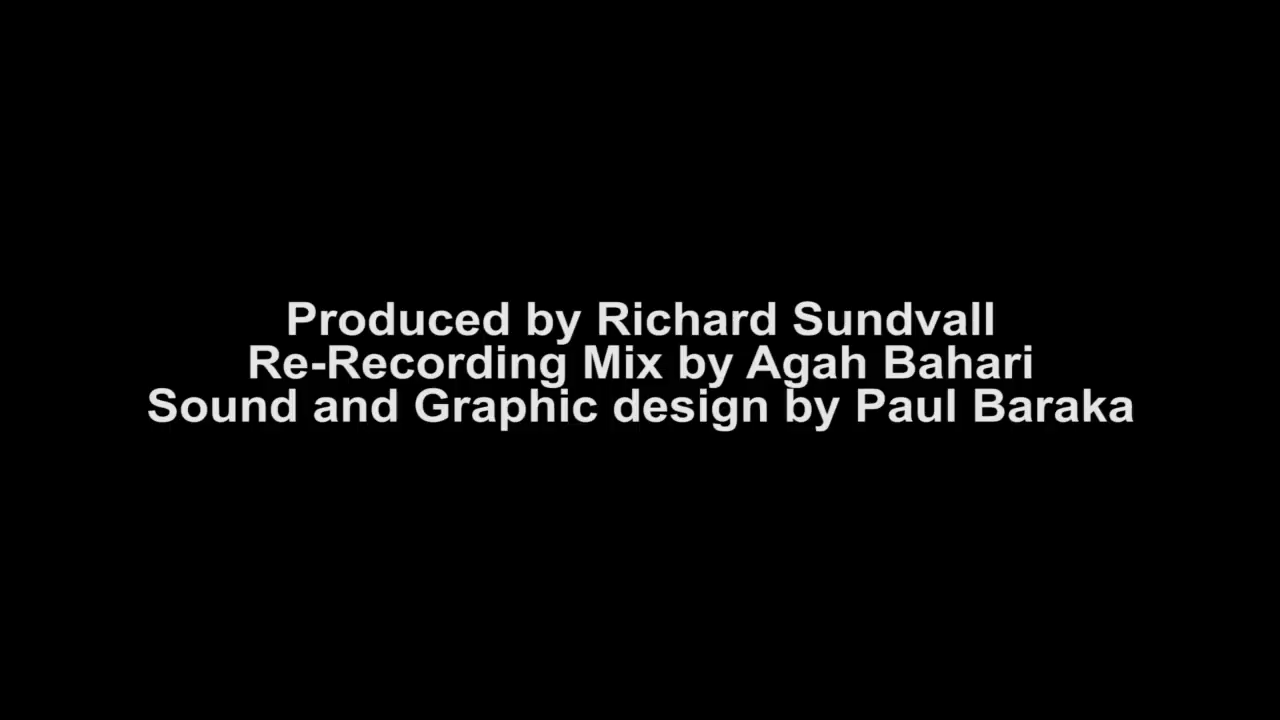 Produced by Richard Sundvall
Re-Recording Mix by Agah Bahari
Sound and Graphic design by Paul Baraka